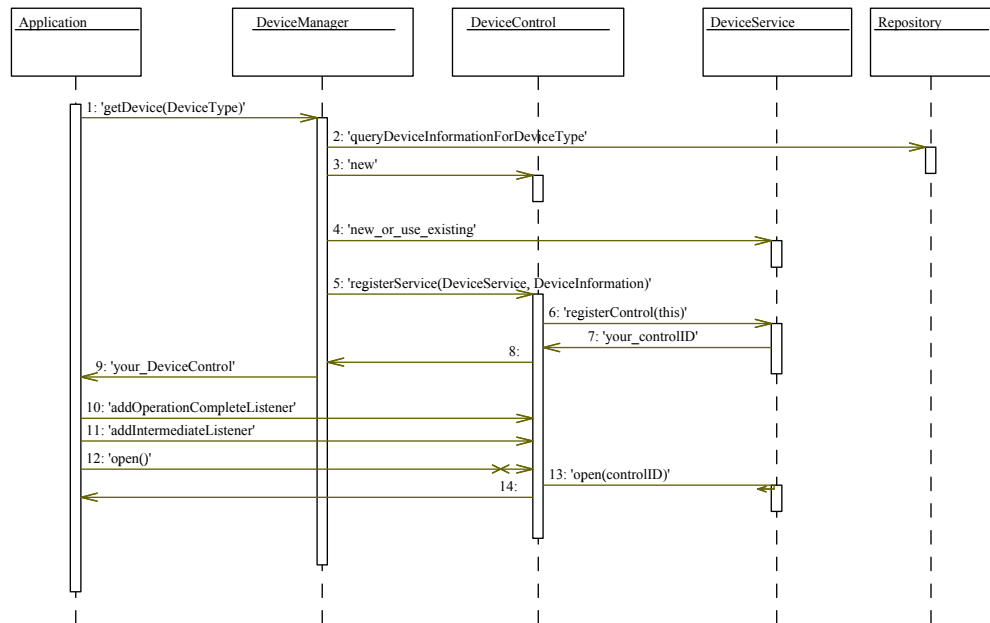 Application
DeviceManager
DeviceControl
DeviceService
Repository
1: 'getDevice(DeviceType)'
2: 'queryDeviceInformationForDeviceType'
3: 'new'
4: 'new_or_use_existing'
5: 'registerService(DeviceService, DeviceInformation)'
6: 'registerControl(this)'
7: 'your_controlID'
8:
9: 'your_DeviceControl'
10: 'addOperationCompleteListener'
11: 'addIntermediateListener'
12: 'open()'
13: 'open(controlID)'
14: